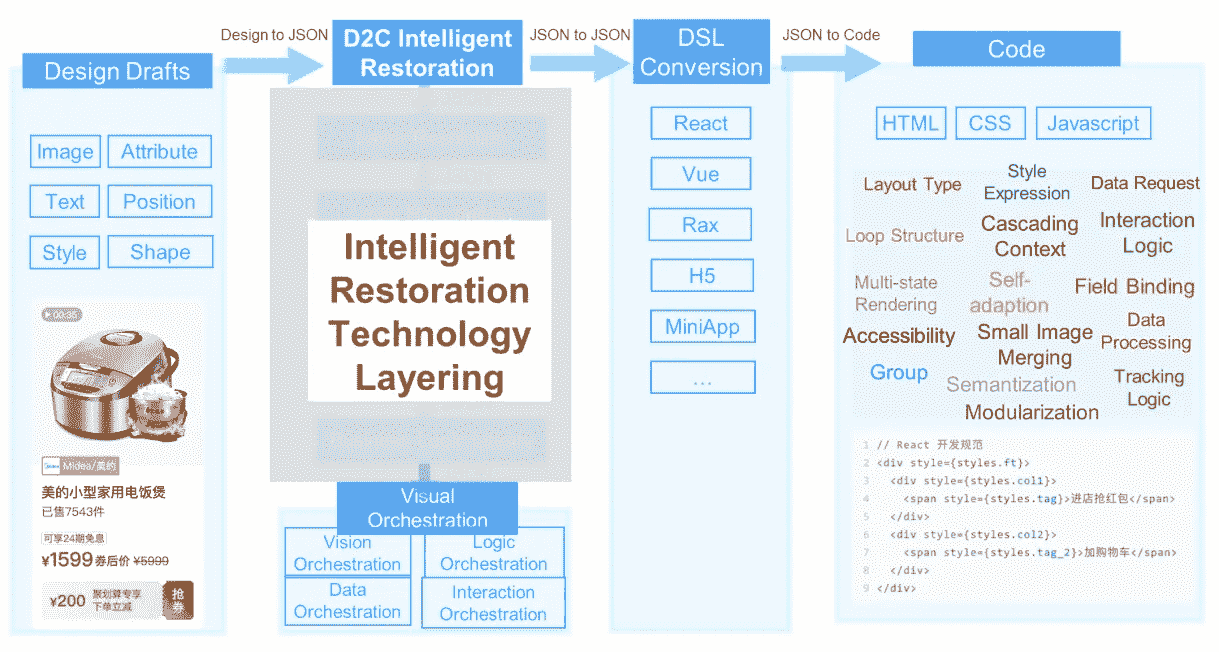 Design to JSON
JSON to JSON
JSON to Code
Design Drafts
D2C Intelligent
Restoration
DSL
Conversion
Code
Image
Attribute
Text
Position
Style
Shape
00:35
Midea/美的
美的小型家用电饭煲
已售7543件
可享24期免息
¥1599券后价 ¥5999
¥200
聚划算专享
下单立减
抢
券
Intelligent
Restoration
Technology
Layering
Visual
Orchestration
Vision
Orchestration
Logic
Orchestration
Data
Orchestration
Interaction
Orchestration
React
Vue
Rax
H5
MiniApp
...
HTML
CSS
Javascript
Layout Type
Style
Expression
Data Request
Loop Structure
Cascading
Context
Interaction
Logic
Multi-state
Rendering
Self-
adaption
Field Binding
Accessibility
Small Image
Merging
Data
Processing
Group
Semantization
Tracking
Logic
Modularization
1 // React 开发规范
2 <div style={styles.ft}>
3 <div style={styles.col1}>
4 <span style={styles.tag}>进店抢红包</span>
5 </div>
6 <div style={styles.col2}>
7 <span style={styles.tag_2}>加购物车</span>
8 </div>
9 </div>